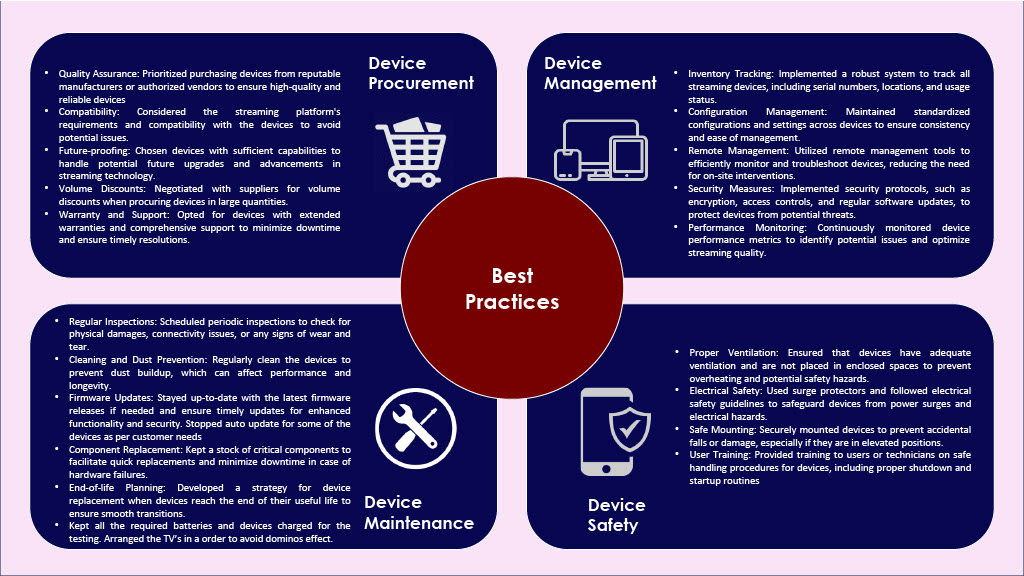 Device
Procurement
• Quality Assurance: Prioritized purchasing devices from reputable
manufacturers or authorized vendors to ensure high-quality and
reliable devices
• Compatibility: Considered the streaming platform's
requirements and compatibility with the devices to avoid
potential issues.
• Future-proofing: Chosen devices with sufficient capabilities to
handle potential future upgrades and advancements in
streaming technology.
• Volume Discounts: Negotiated with suppliers for volume
discounts when procuring devices in large quantities.
• Warranty and Support: Opted for devices with extended
warranties and comprehensive support to minimize downtime
and ensure timely resolutions.
Device
Management
• Inventory Tracking: Implemented a robust system to track all
streaming devices, including serial numbers, locations, and usage
status.
• Configuration Management: Maintained standardized
configurations and settings across devices to ensure consistency
and ease of management.
• Remote Management: Utilized remote management tools to
efficiently monitor and troubleshoot devices, reducing the need
for on-site interventions.
• Security Measures: Implemented security protocols, such as
encryption, access controls, and regular software updates, to
protect devices from potential threats.
• Performance Monitoring: Continuously monitored device
performance metrics to identify potential issues and optimize
streaming quality.
Best
Practices
• Regular Inspections: Scheduled periodic inspections to check for
physical damages, connectivity issues, or any signs of wear and
tear.
• Cleaning and Dust Prevention: Regularly clean the devices to
prevent dust buildup, which can affect performance and
longevity.
• Firmware Updates: Stayed up-to-date with the latest firmware
releases if needed and ensure timely updates for enhanced
functionality and security. Stopped auto update for some of the
devices as per customer needs
• Component Replacement: Kept a stock of critical components to
facilitate quick replacements and minimize downtime in case of
hardware failures.
• End-of-life Planning: Developed a strategy for device
replacement when devices reach the end of their useful life to
ensure smooth transitions.
• Kept all the required batteries and devices charged for the
testing. Arranged the TV's in a order to avoid dominos effect.
Device
Maintenance
• Proper Ventilation: Ensured that devices have adequate
ventilation and are not placed in enclosed spaces to prevent
overheating and potential safety hazards.
• Electrical Safety: Used surge protectors and followed electrical
safety guidelines to safeguard devices from power surges and
electrical hazards.
• Safe Mounting: Securely mounted devices to prevent accidental
falls or damage, especially if they are in elevated positions.
• User Training: Provided training to users or technicians on safe
handling procedures for devices, including proper shutdown and
startup routines
Device
Safety